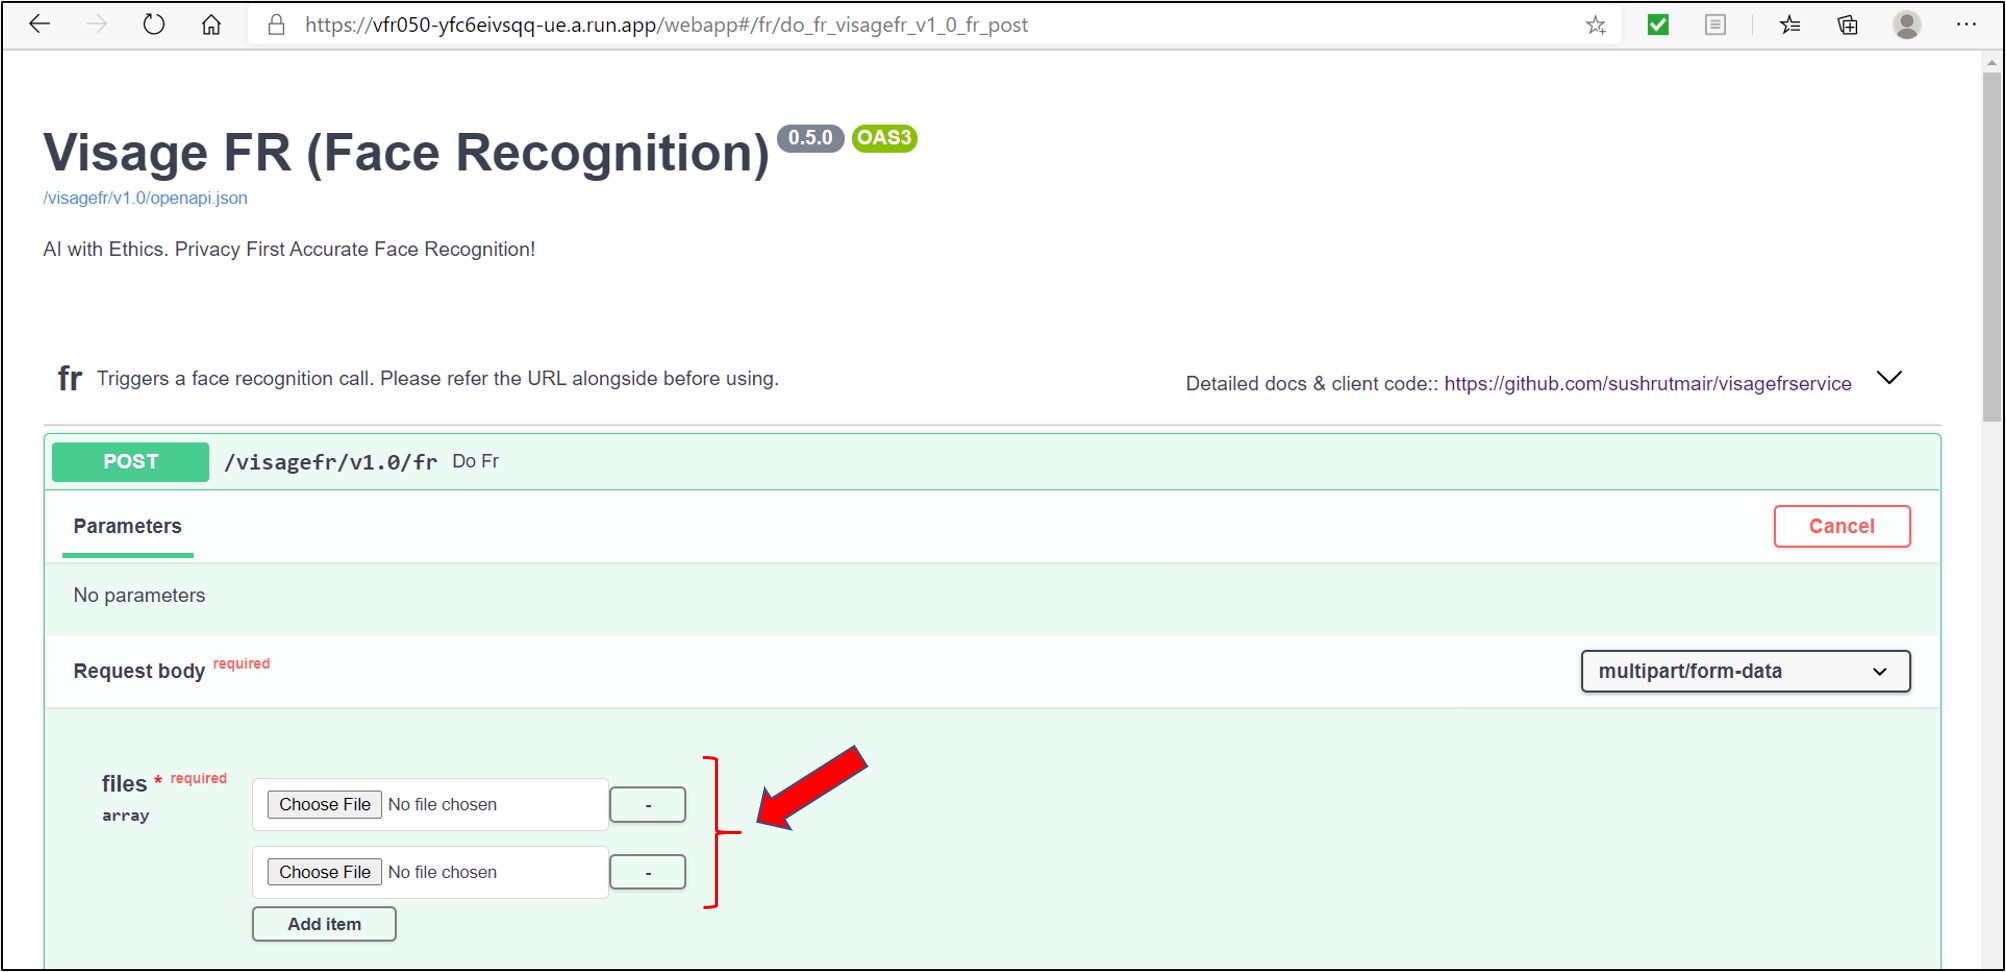 https://vfr050-yfc6eivsqq-ue.a.run.app/webapp#/fr/do_fr_visagefr_v1_0_fr_post
Visage FR (Face Recognition) 0.5.0 OAS3
/visagefr/v1.0/openapi.json
AI with Ethics. Privacy First Accurate Face Recognition!
fr Triggers a face recognition call. Please refer the URL alongside before using. Detailed docs & client code:: https://github.com/sushrutmair/visagefrservice
POST /visagefr/v1.0/fr Do Fr
Parameters Cancel
No parameters
Request body required multipart/form-data
files * required
array
Choose File No file chosen -
Choose File No file chosen -
Add item